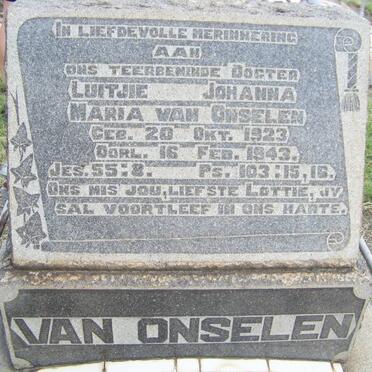 IN LIEFDEVOLLE HERINNERING
AAN
ONS TEERBEMINDE DOGTER
LUITJIE JOHANNA
MARIA VAN ONSELEN
GEB. 20 OKT. 1923
OORL. 16 FEB. 1943.
JES. 55:8. PS. 103:15,16.
ONS MIS JOU, LIEFSTE LOTTIE, JY
SAL VOORTLEEF IN ONS HARTE.
VAN ONSELEN